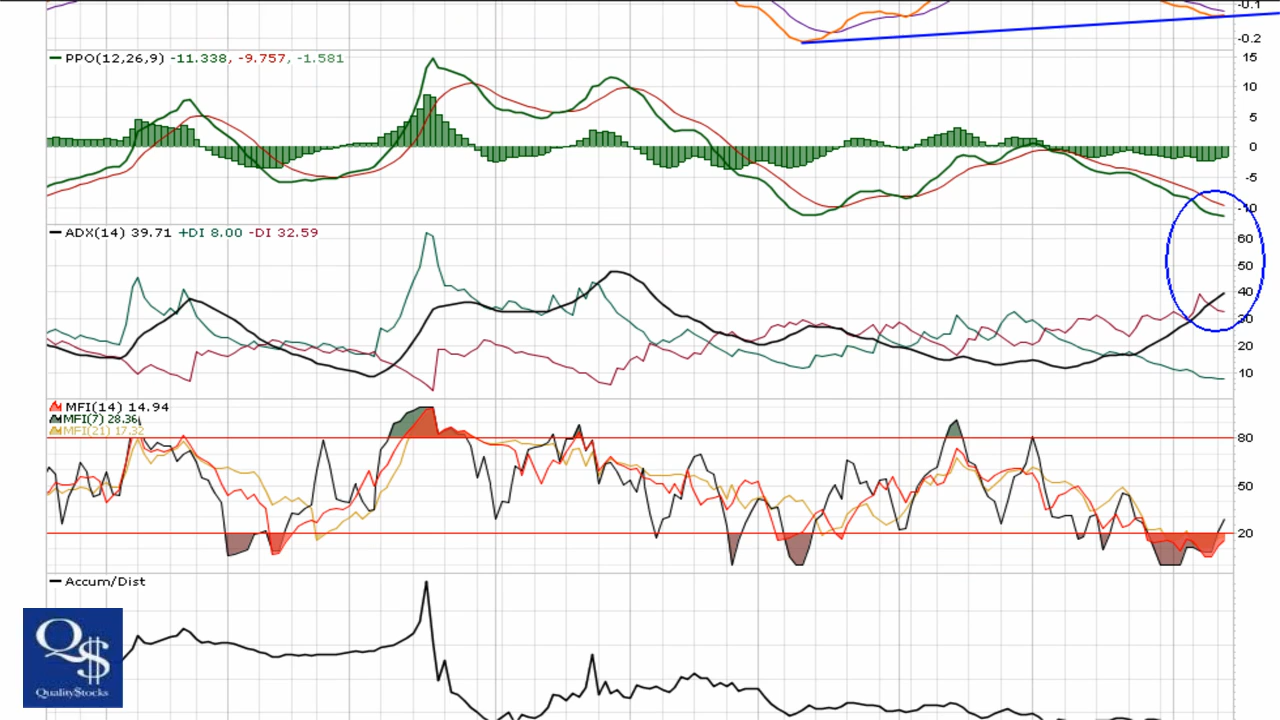 -0.1
-0.2
PPO(12,26,9) -11.338, -9.757, -1.581
15
10
5
0
-5
-10
ADX(14) 39.71 +DI 8.00 -DI 32.59
60
50
40
30
20
10
MFI(14) 14.94
MFI(7) 28.36
MFI(21) 17.32
80
50
20
Accum/Dist
Q$
QualityStocks